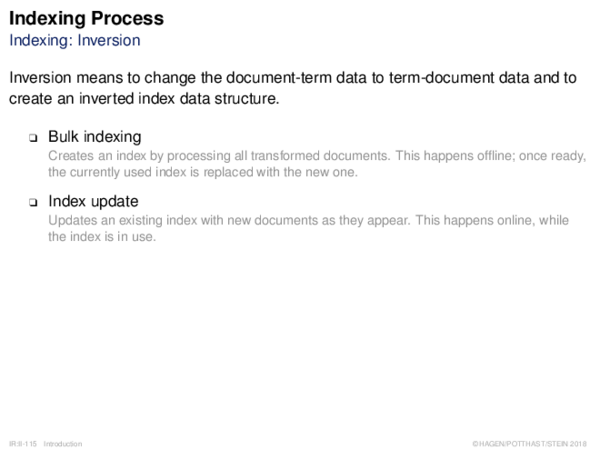 Indexing Process
Indexing: Inversion
Inversion means to change the document-term data to term-document data and to
create an inverted index data structure.
❑ Bulk indexing
Creates an index by processing all transformed documents. This happens offline; once ready,
the currently used index is replaced with the new one.
❑ Index update
Updates an existing index with new documents as they appear. This happens online, while
the index is in use.
IR:II-115 Introduction
©HAGEN/POTTHAST/STEIN 2018